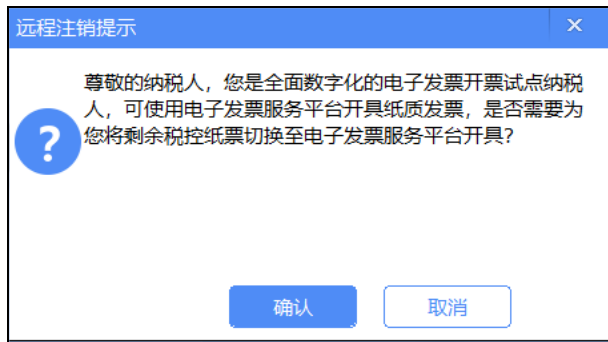 远程注销提示
尊敬的纳税人，您是全面数字化的电子发票开票试点纳税
人，可使用电子发票服务平台开具纸质发票，是否需要为
您将剩余税控纸票切换至电子发票服务平台开具？
确认
取消